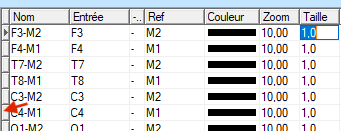 Nom Entrée -.. Ref Couleur Zoom Taille
F3-M2 F3 - M2 10,00 1,0
F4-M1 F4 - M1 10,00 1,0
T7-M2 T7 - M2 10,00 1,0
T8-M1 T8 - M1 10,00 1,0
C3-M2 C3 - M2 10,00 1,0
C4-M1 C4 - M1 10,00 1,0
O1-M2 O1 - M2 10,00 1,0